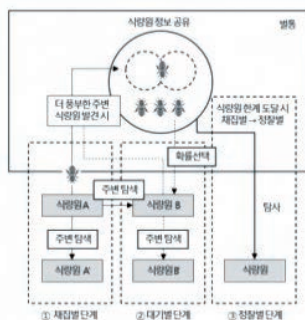 벌통
식량원 정보 공유
더 풍부한 주변
식량원 발견 시
식량원 한계 도달 시
채집벌→정찰벌
확률선택
주변 탐색
탐사
식량원 A
식량원 B
주변 탐색
주변 탐색
식량원 A'
식량원 B'
식량원
① 채집벌 단계
② 대기벌 단계
③ 정찰벌 단계